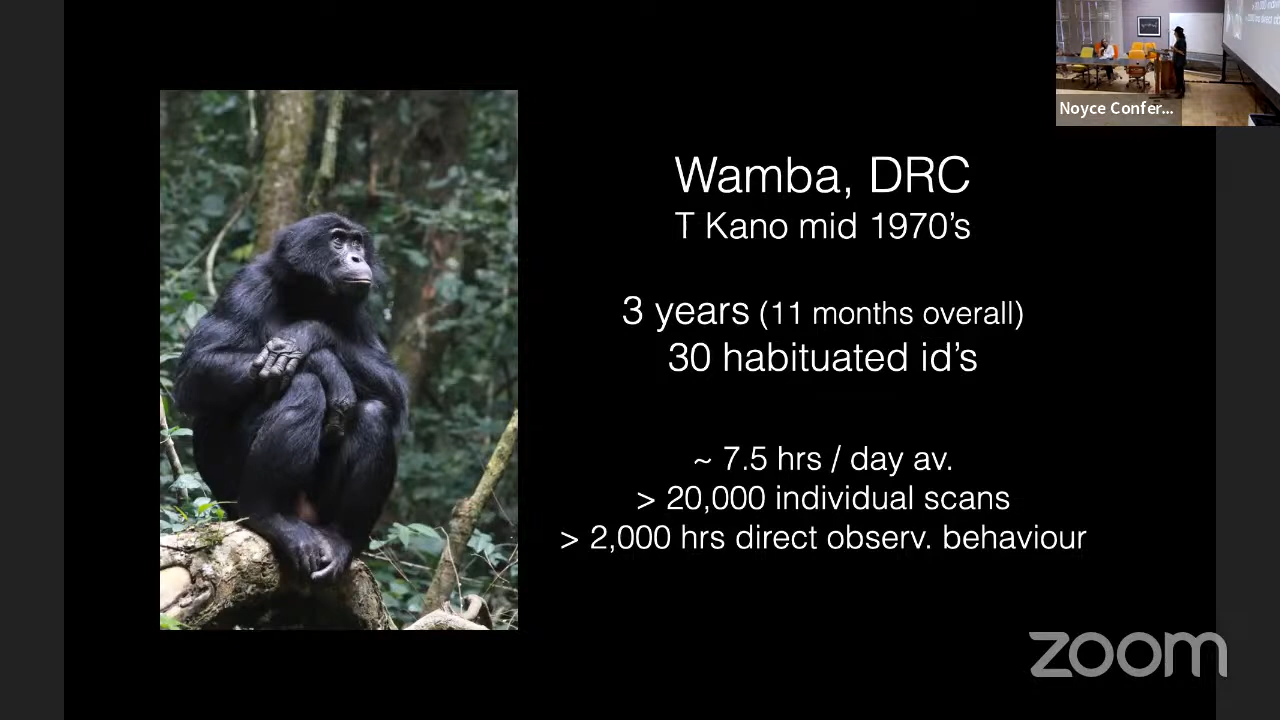 Noyce Confer...
Wamba, DRC
T Kano mid 1970's
3 years (11 months overall)
30 habituated id's
~ 7.5 hrs / day av.
> 20,000 individual scans
> 2,000 hrs direct observ. behaviour
zoom